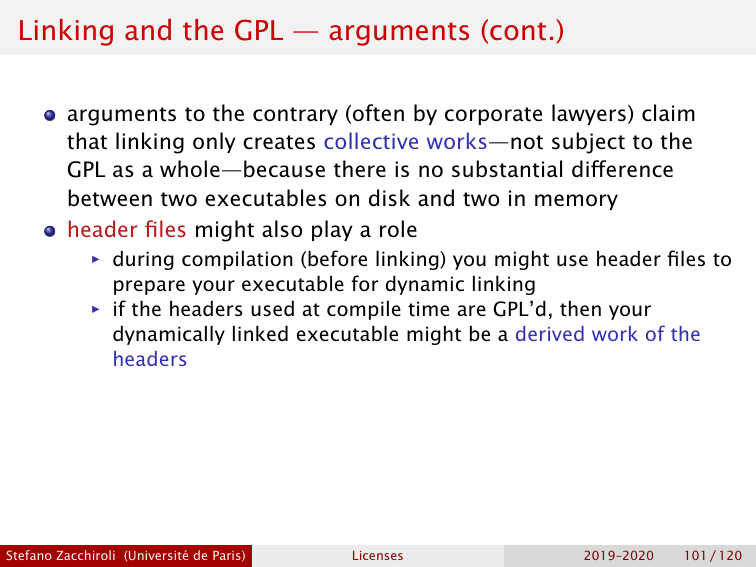 Linking and the GPL — arguments (cont.)
arguments to the contrary (often by corporate lawyers) claim
that linking only creates collective works—not subject to the
GPL as a whole—because there is no substantial difference
between two executables on disk and two in memory
header files might also play a role
during compilation (before linking) you might use header files to
prepare your executable for dynamic linking
if the headers used at compile time are GPL’d, then your
dynamically linked executable might be a derived work of the
headers
Stefano Zacchiroli (Université de Paris) Licenses 2019–2020 101 / 120